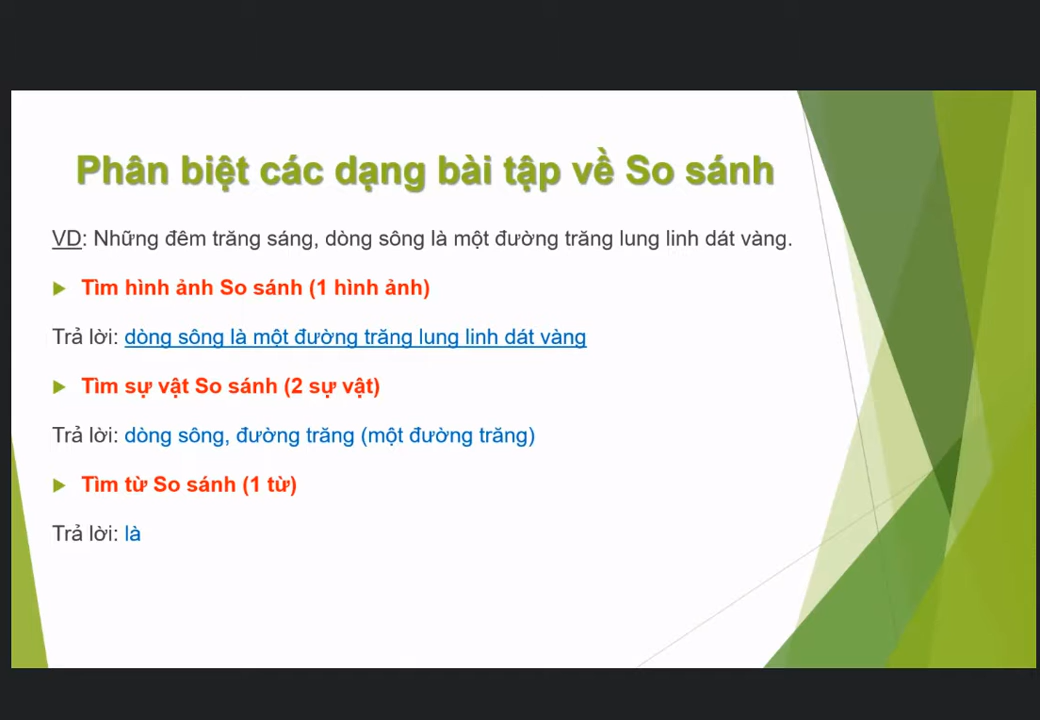 Phân biệt các dạng bài tập về So sánh
VD: Những đêm trăng sáng, dòng sông là một đường trăng lung linh dát vàng.
Tìm hình ảnh So sánh (1 hình ảnh)
Trả lời: dòng sông là một đường trăng lung linh dát vàng
Tìm sự vật So sánh (2 sự vật)
Trả lời: dòng sông, đường trăng (một đường trăng)
Tìm từ So sánh (1 từ)
Trả lời: là